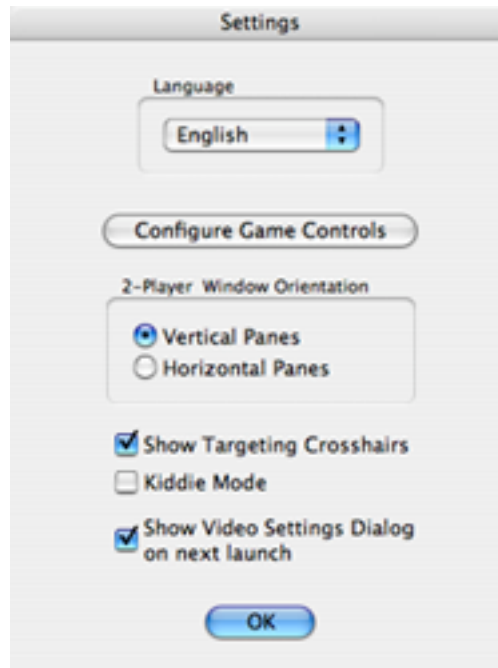 Settings
Language
English
Configure Game Controls
2-Player Window Orientation
Vertical Panes
Horizontal Panes
Show Targeting Crosshairs
Kiddie Mode
Show Video Settings Dialog
on next launch
OK